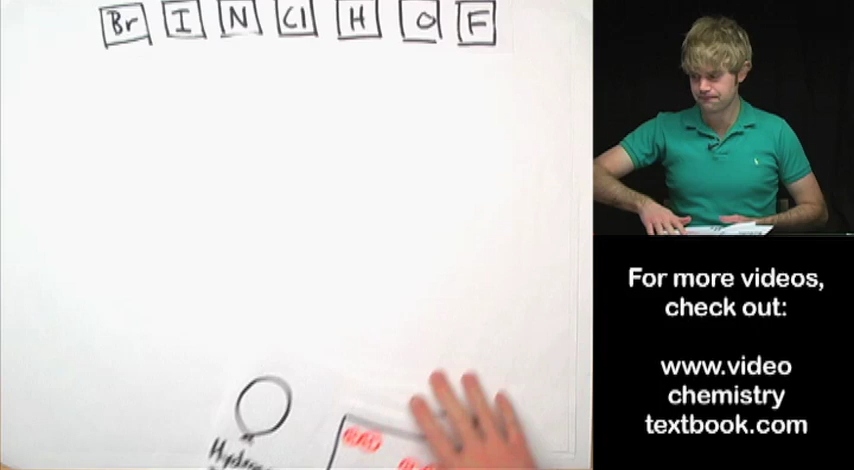 Br I N Cl H O F
For more videos,
check out:
www.video
chemistry
textbook.com